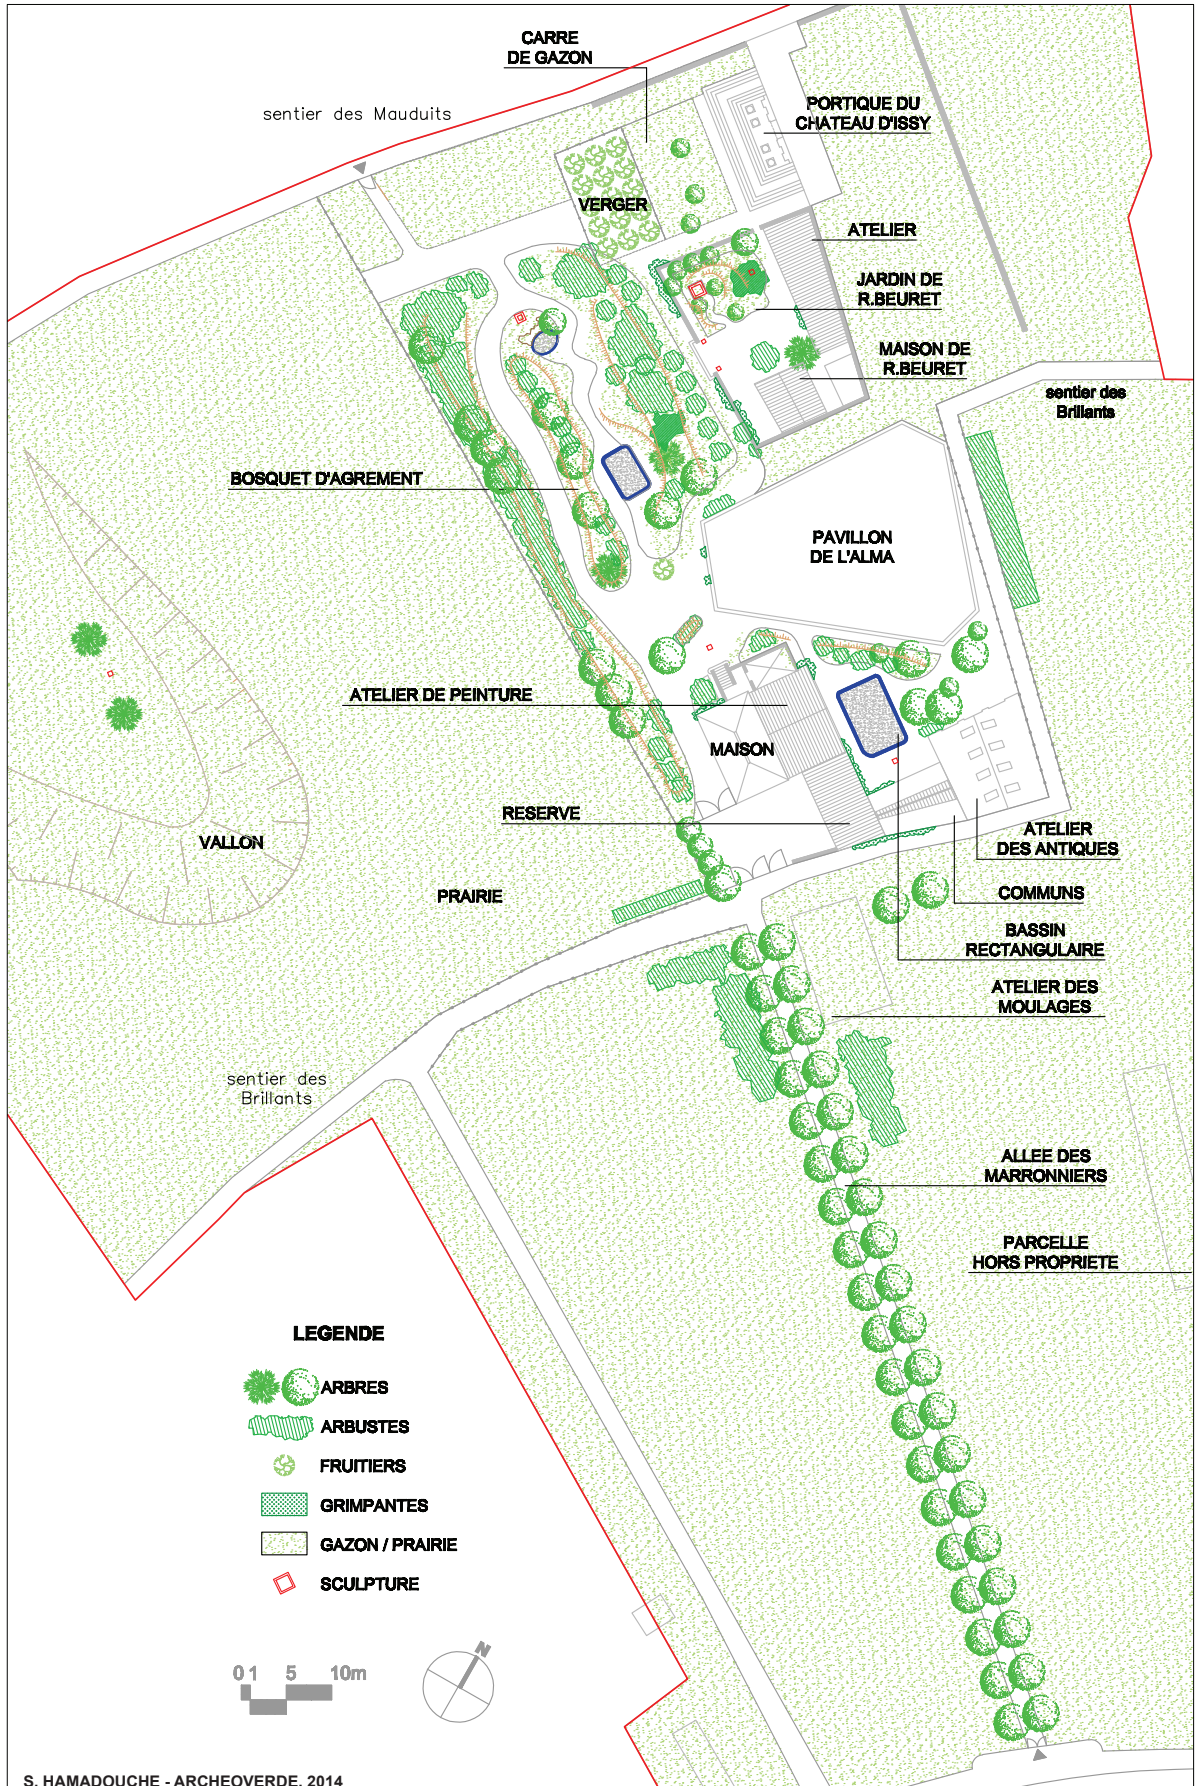 CARRE
DE GAZON
sentier des Mauduits
PORTIQUE DU
CHATEAU D'ISSY
VERGER
ATELIER
JARDIN DE
R.BEURET
MAISON DE
R.BEURET
sentier des
Brillants
BOSQUET D'AGREMENT
PAVILLON
DE L'ALMA
ATELIER DE PEINTURE
MAISON
RESERVE
VALLON
ATELIER
DES ANTIQUES
PRAIRIE
COMMUNS
BASSIN
RECTANGULAIRE
ATELIER DES
MOULAGES
sentier des
Brillants
ALLEE DES
MARRONNIERS
PARCELLE
HORS PROPRIETE
LEGENDE
ARBRES
ARBUSTES
FRUITIERS
GRIMPANTES
GAZON / PRAIRIE
SCULPTURE
0 1 5 10m
N
S. HAMADOUCHE - ARCHEOVERDE, 2014